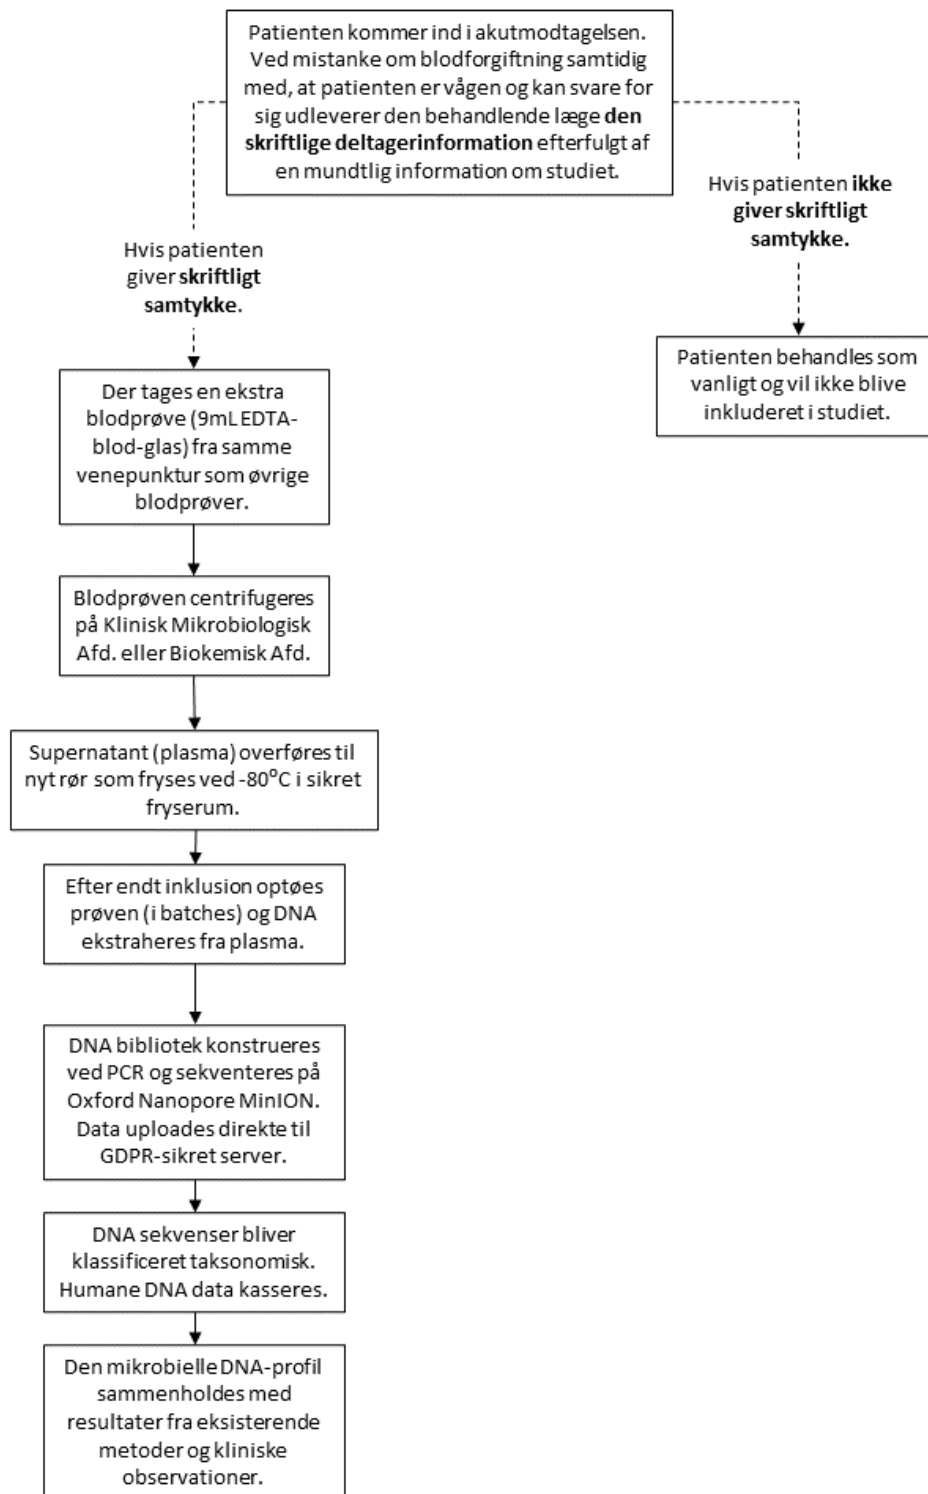 Patienten kommer ind i akutmodtagelsen.
Ved mistanke om blodforgiftning samtidig
med, at patienten er vågen og kan svare for
sig udleverer den behandlende læge den
skriftlige deltagerinformation efterfulgt af
en mundtlig information om studiet.
Hvis patienten ikke
giver skriftligt
samtykke.
Hvis patienten
giver skriftligt
samtykke.
Patienten behandles som
vanligt og vil ikke blive
inkluderet i studiet.
Der tages en ekstra
blodprøve (9mL EDTA-
blod-glas) fra samme
venepunktur som øvrige
blodprøver.
Blodprøven centrifugeres
på Klinisk Mikrobiologisk
Afd. eller Biokemisk Afd.
Supernatant (plasma) overføres til
nyt rør som fryses ved -80°C i sikret
fryserum.
Efter endt inklusion optøes
prøven (i batches) og DNA
ekstraheres fra plasma.
DNA bibliotek konstrueres
ved PCR og sekventeres på
Oxford Nanopore MinION.
Data uploades direkte til
GDPR-sikret server.
DNA sekvenser bliver
klassificeret taksonomisk.
Humane DNA data kasseres.
Den mikrobielle DNA-profil
sammenholdes med
resultater fra eksisterende
metoder og kliniske
observationer.